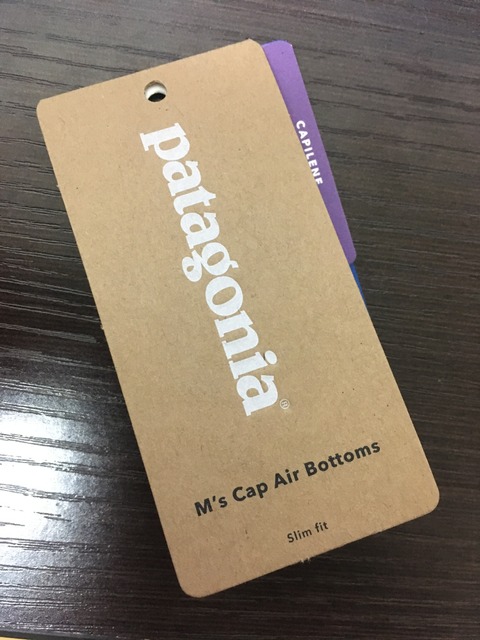 patagonia®
CAPILENE
M's Cap Air Bottoms
Slim fit